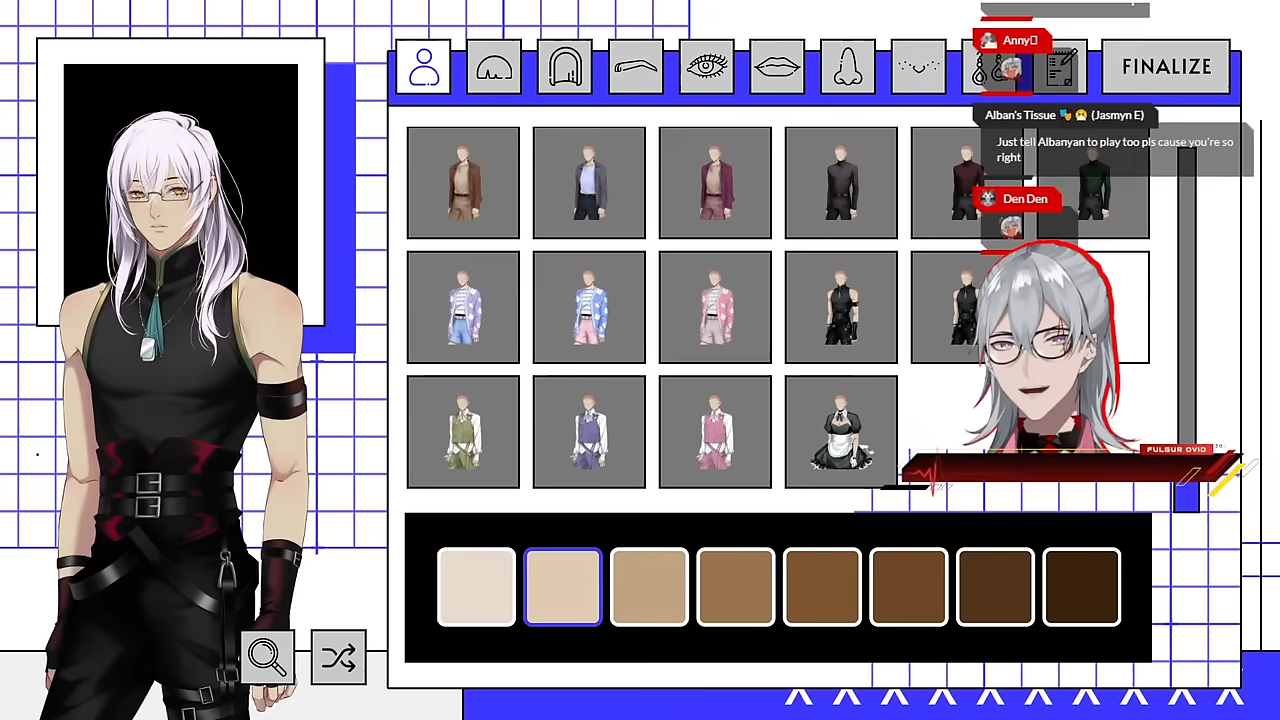 Anny
FINALIZE
Alban's Tissue 🎭🤧 (Jasmyn E)
Just tell Albanyan to play too pls cause you're so
right
Den Den
FULGUR OVID